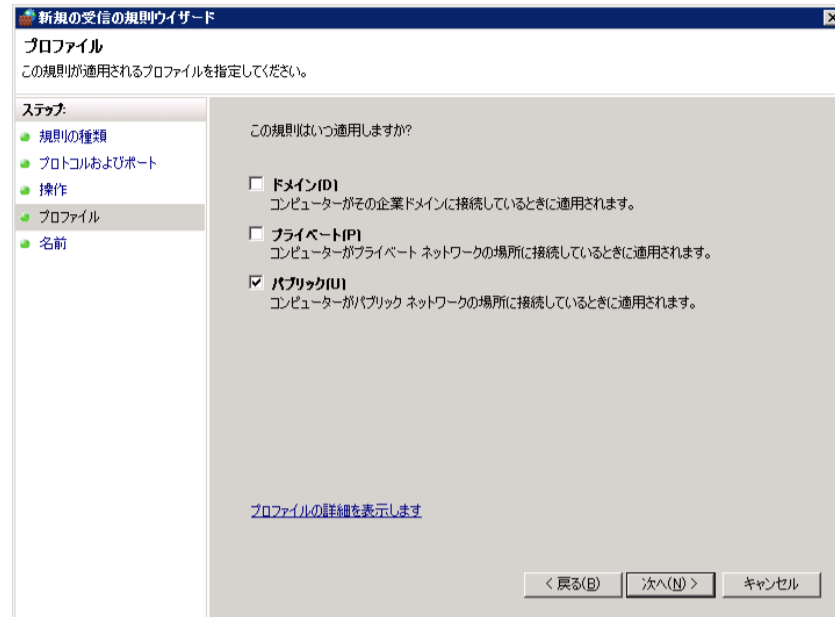 新規の受信の規則ウィザード
プロファイル
この規則が適用されるプロファイルを指定してください。
ステップ:
規則の種類
プロトコルおよびポート
操作
プロファイル
名前
この規則はいつ適用しますか?
ドメイン(D)
コンピューターがその企業ドメインに接続しているときに適用されます。
プライベート(P)
コンピューターがプライベート ネットワークの場所に接続しているときに適用されます。
パブリック(U)
コンピューターがパブリック ネットワークの場所に接続しているときに適用されます。
プロファイルの詳細を表示します
< 戻る(B) 次へ(N) > キャンセル